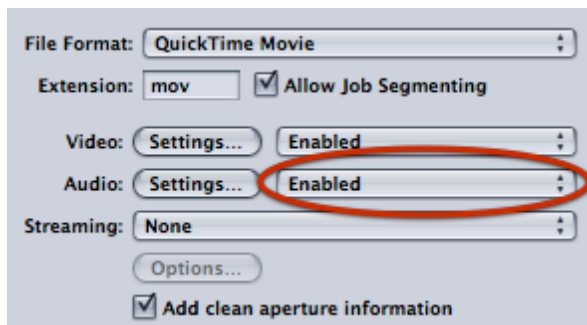 File Format: QuickTime Movie
Extension: mov Allow Job Segmenting
Video: Settings... Enabled
Audio: Settings... Enabled
Streaming: None
Options...
Add clean aperture information